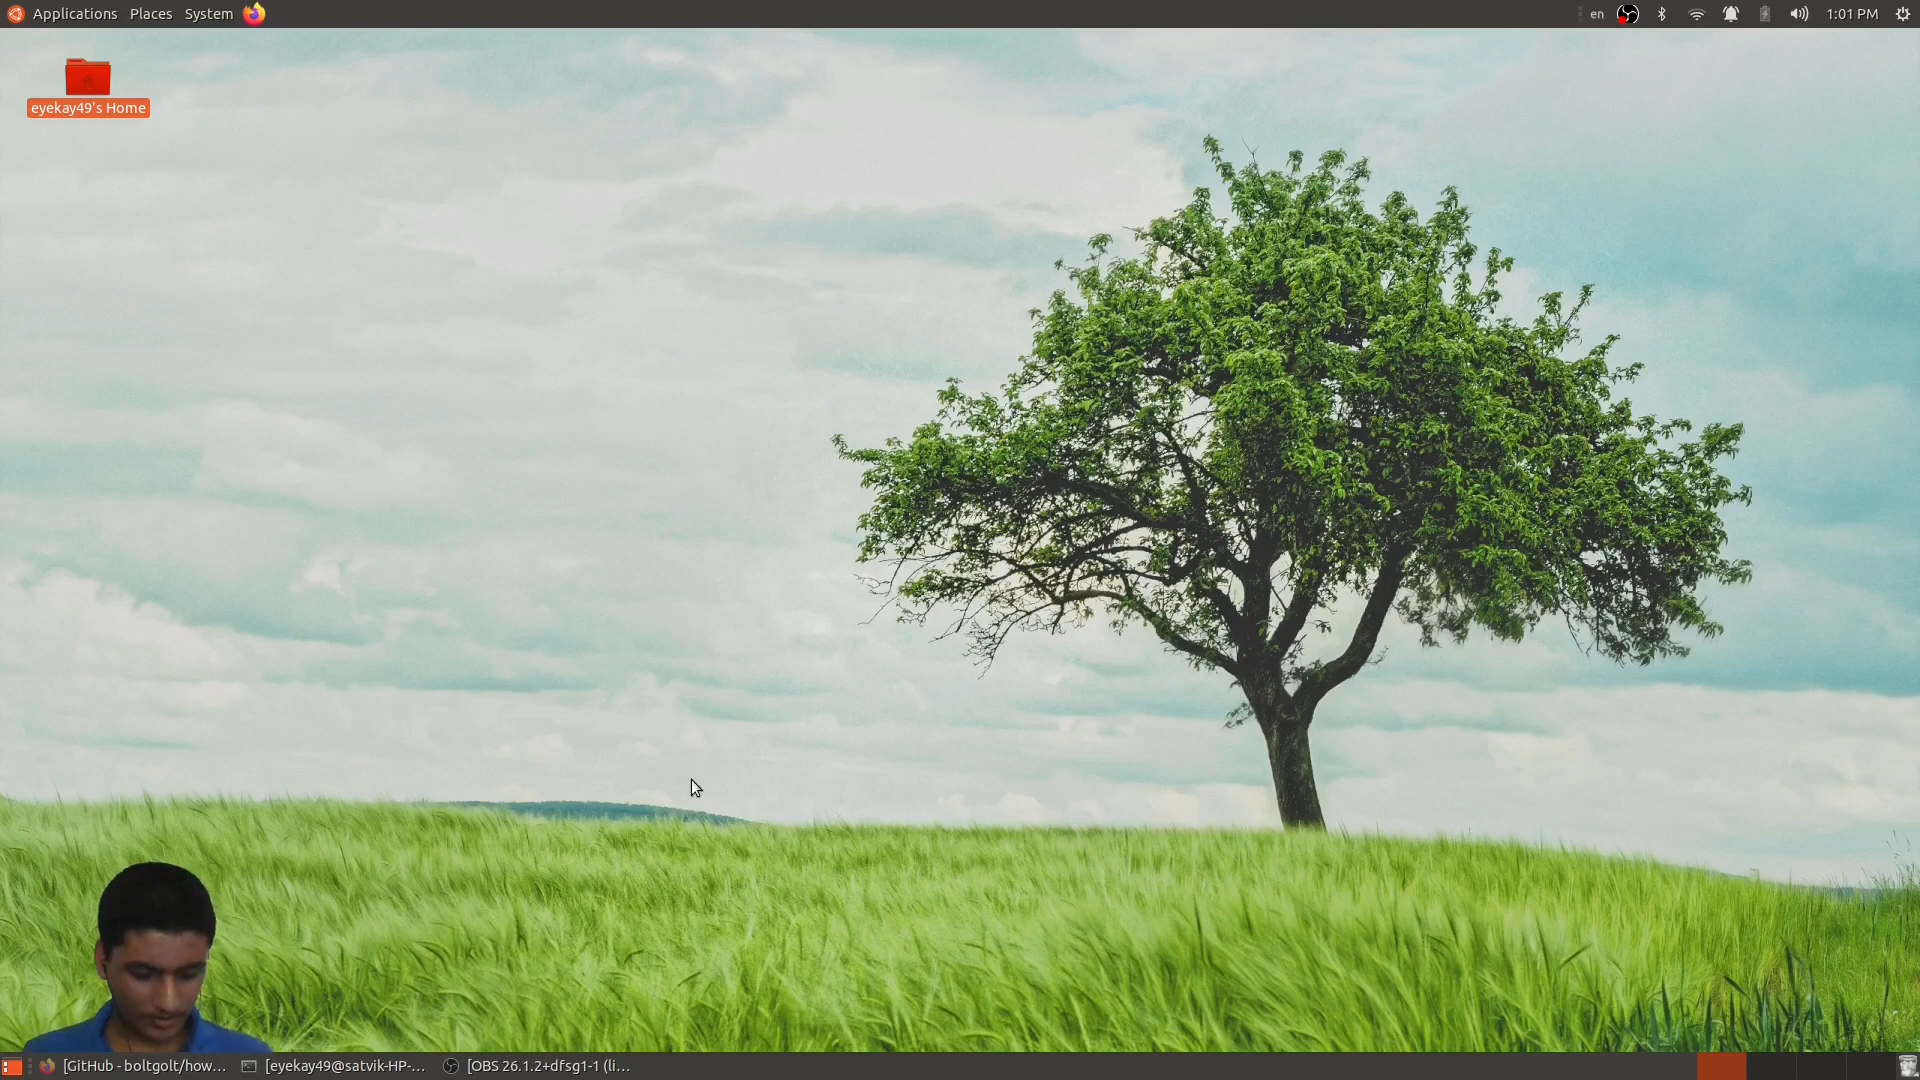 Applications Places System en 1:01 PM
eyekay49's Home
[GitHub - boltgolt/how... [eyekay49@satvik-HP-... [OBS 26.1.2+dfsg1-1 (li...